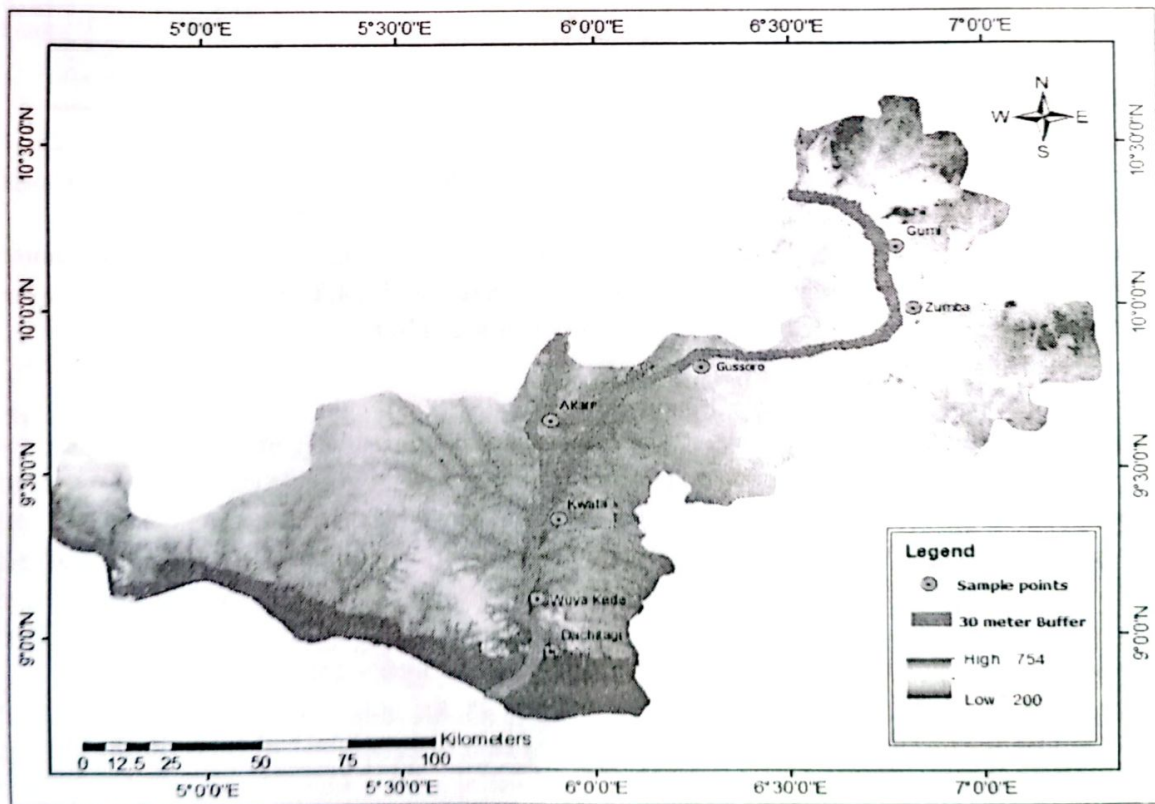 5°0'0"E 5°30'0"E 6°0'0"E 6°30'0"E 7°0'0"E
10°30'0"N 10°0'0"N 9°30'0"N 9°0'0"N
N
W E
S
10°30'0"N
Gurmi
10°0'0"N
Zumba
Gussoro
Akare
9°30'0"N
Kwata
Legend
Sample points
Wuya Kede
30 meter Buffer
9°0'0"N
Dachitagi
High 754
Low 200
Kilometers
0 12.5 25 50 75 100
5°0'0"E 5°30'0"E 6°0'0"E 6°30'0"E 7°0'0"E